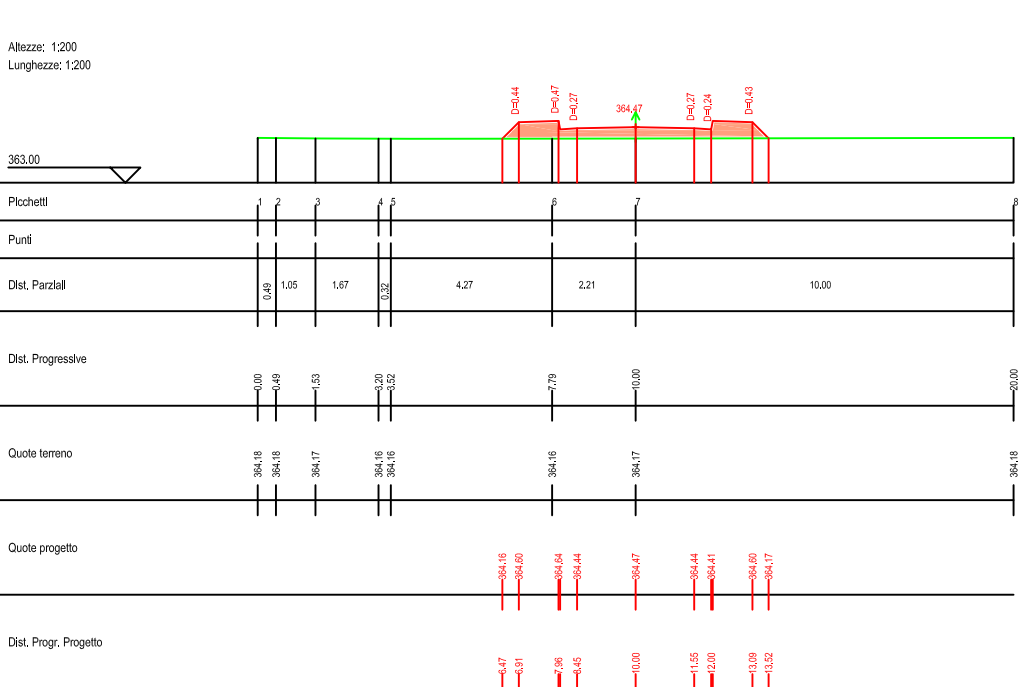 Altezze: 1:200
Lunghezze: 1:200
D=0.44 D=0.47 D=0.27 364.47 D=0.27 D=0.24 D=0.43
363.00
Picchetti 1 2 3 4 5 6 7 8
Punti
Dist. Parziali 0.49 1.05 1.67 0.32 4.27 2.21 10.00
Dist. Progressive 0.00 0.49 1.53 3.20 3.52 7.79 10.00 20.00
Quote terreno 364.18 364.18 364.17 364.16 364.16 364.16 364.17 364.18
Quote progetto 364.16 364.60 364.64 364.44 364.47 364.44 364.41 364.60 364.17
Dist. Progr. Progetto 6.47 6.91 7.96 8.45 10.00 11.55 12.00 13.09 13.52